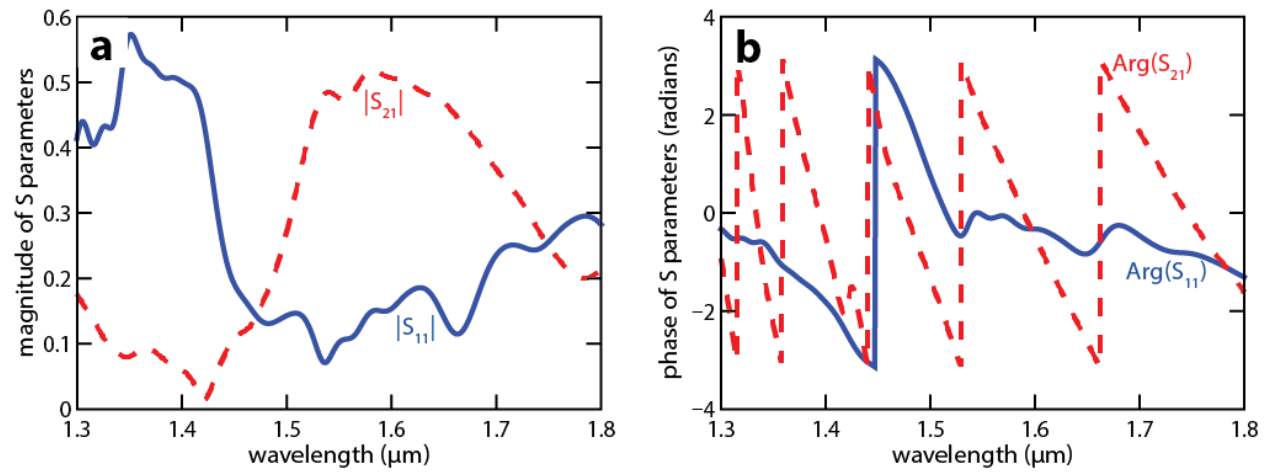 a
magnitude of S parameters
0.6
0.5
0.4
0.3
0.2
0.1
0
|S21|
|S11|
1.3 1.4 1.5 1.6 1.7 1.8
wavelength (μm)
b
phase of S parameters (radians)
4
2
0
−2
−4
Arg(S21)
Arg(S11)
1.3 1.4 1.5 1.6 1.7 1.8
wavelength (μm)